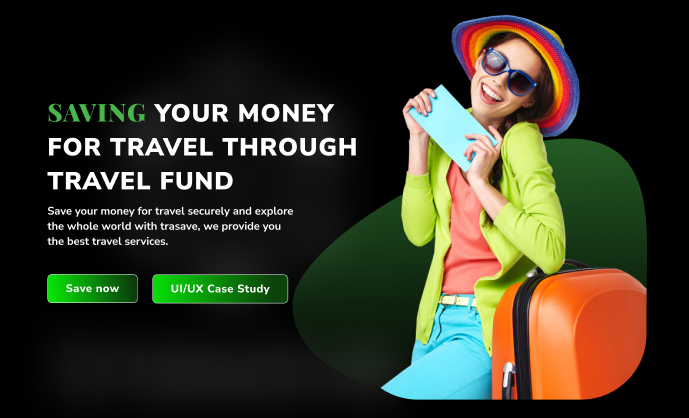 SAVING YOUR MONEY
FOR TRAVEL THROUGH
TRAVEL FUND
Save your money for travel securely and explore
the whole world with trasave, we provide you
the best travel services.
Save now
UI/UX Case Study